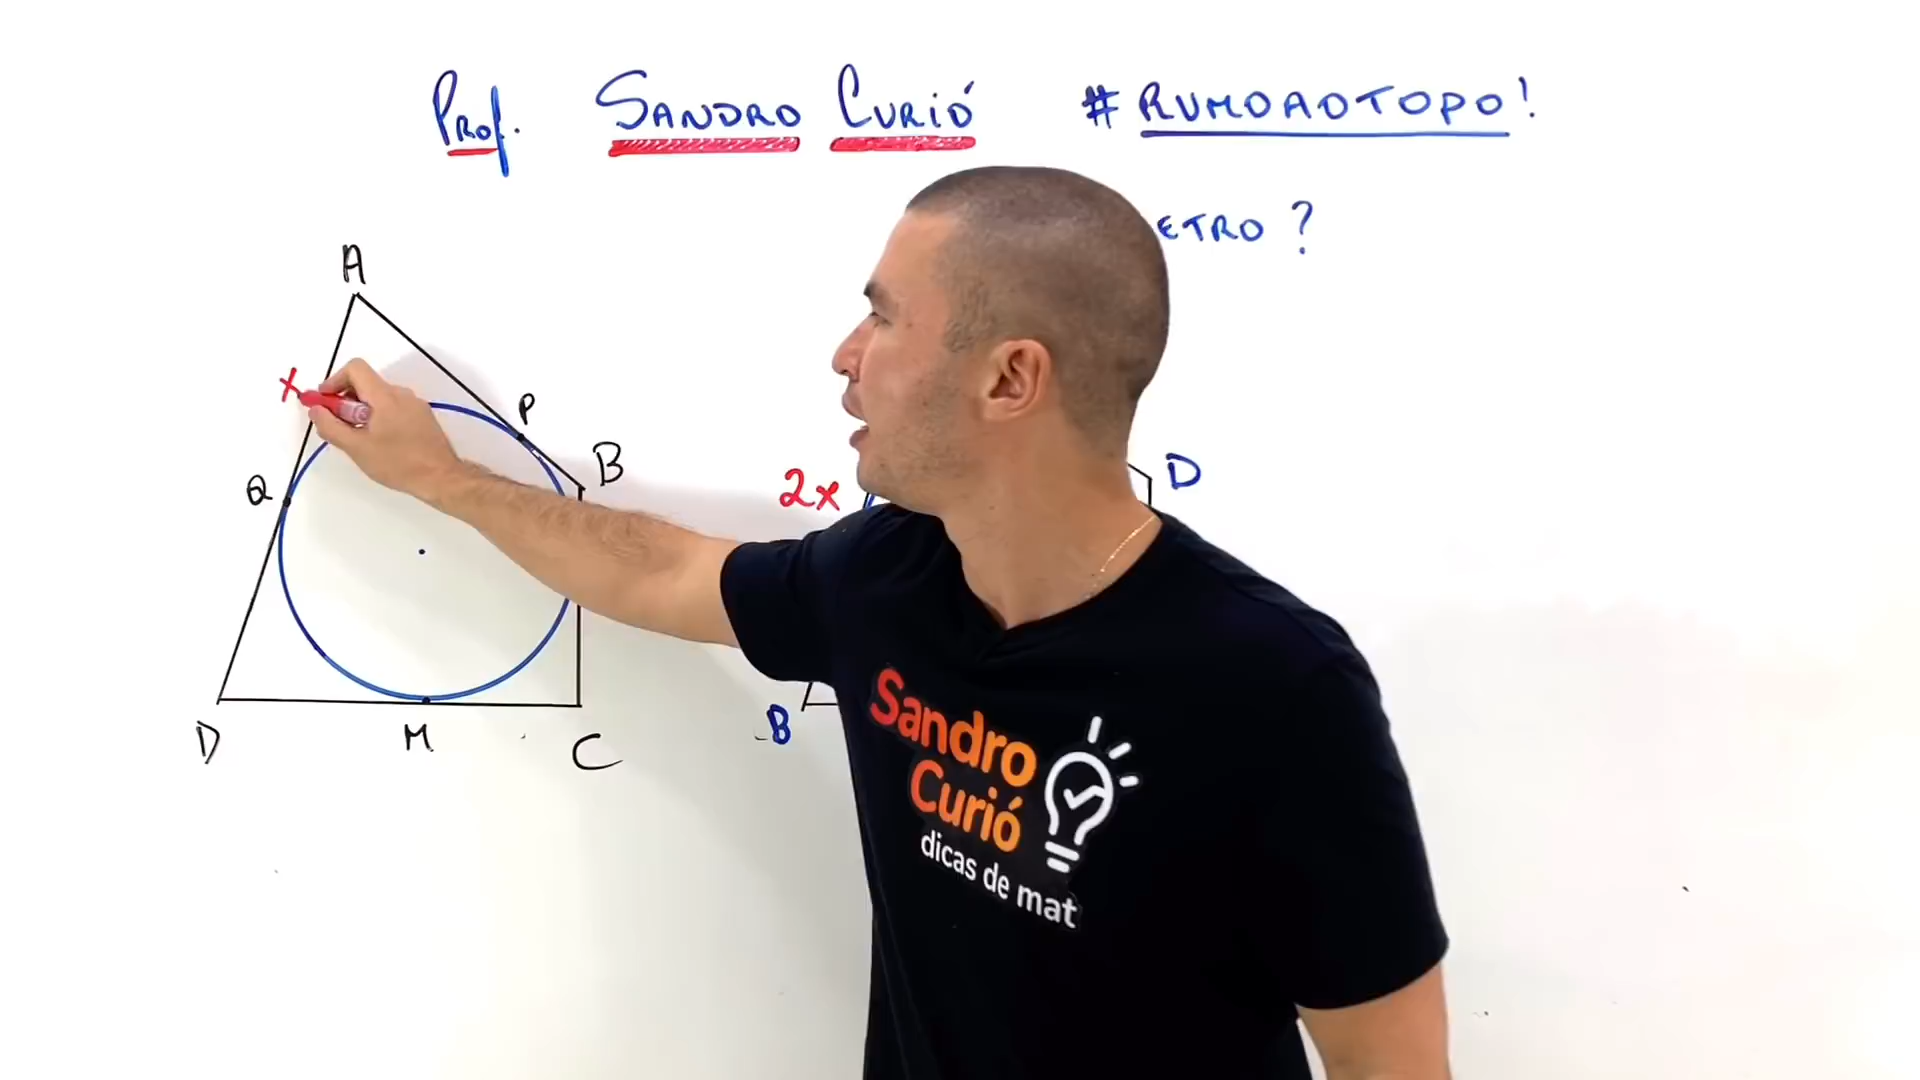 Prof. SANDRO CURIÓ #RUMOAOTOPO!
ETRO ?
A
x
P
B
Q
D
M
C
2x
D
B
Sandro
Curió
dicas de mat